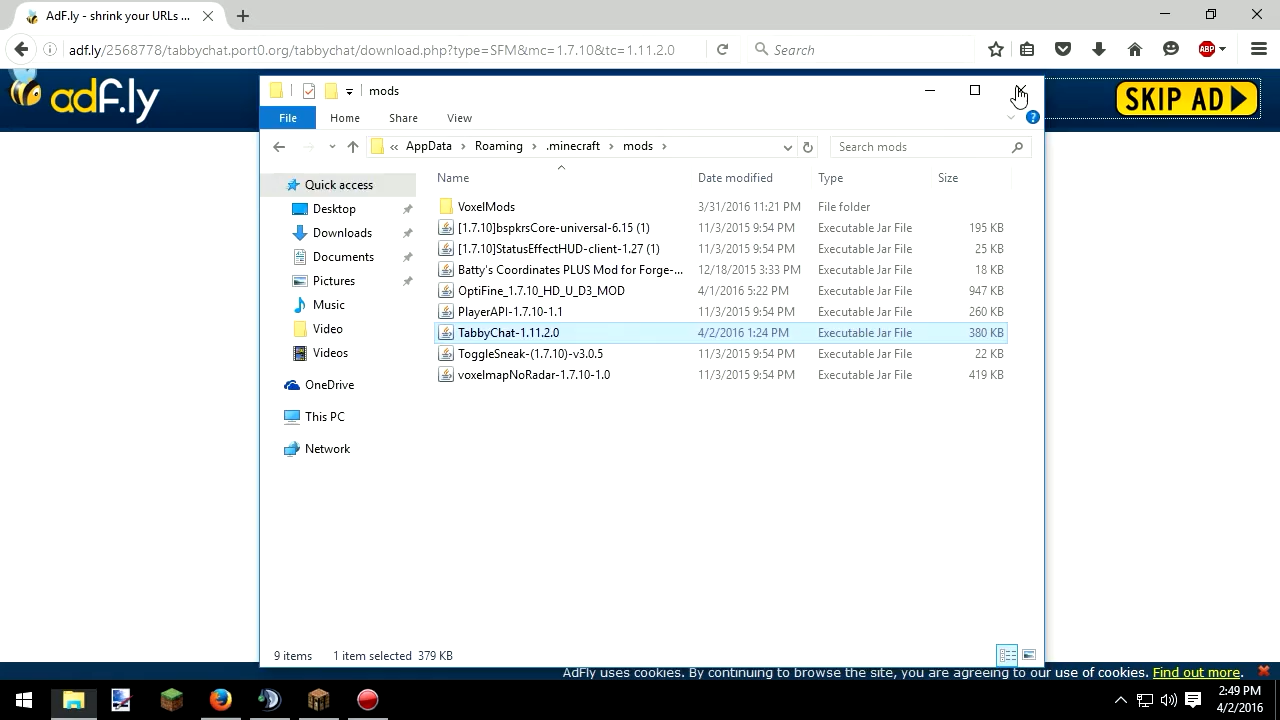 AdF.ly - shrink your URLs ...
adf.ly/2568778/tabbychat.port0.org/tabbychat/download.php?type=SFM&mc=1.7.10&tc=1.11.2.0
Search
ABP
adf.ly
SKIP AD
mods
File Home Share View
« AppData › Roaming › .minecraft › mods ›
Search mods
Name Date modified Type Size
Quick access
Desktop
Downloads
Documents
Pictures
Music
Video
Videos
OneDrive
This PC
Network
VoxelMods 3/31/2016 11:21 PM File folder
[1.7.10]bspkrsCore-universal-6.15 (1) 11/3/2015 9:54 PM Executable Jar File 195 KB
[1.7.10]StatusEffectHUD-client-1.27 (1) 11/3/2015 9:54 PM Executable Jar File 25 KB
Batty's Coordinates PLUS Mod for Forge-... 12/18/2015 3:33 PM Executable Jar File 18 KB
OptiFine_1.7.10_HD_U_D3_MOD 4/1/2016 5:22 PM Executable Jar File 947 KB
PlayerAPI-1.7.10-1.1 11/3/2015 9:54 PM Executable Jar File 260 KB
TabbyChat-1.11.2.0 4/2/2016 1:24 PM Executable Jar File 380 KB
ToggleSneak-(1.7.10)-v3.0.5 11/3/2015 9:54 PM Executable Jar File 22 KB
voxelmapNoRadar-1.7.10-1.0 11/3/2015 9:54 PM Executable Jar File 419 KB
9 items 1 item selected 379 KB
AdFly uses cookies. By continuing to browse the site, you are agreeing to our use of cookies. Find out more.
2:49 PM
4/2/2016